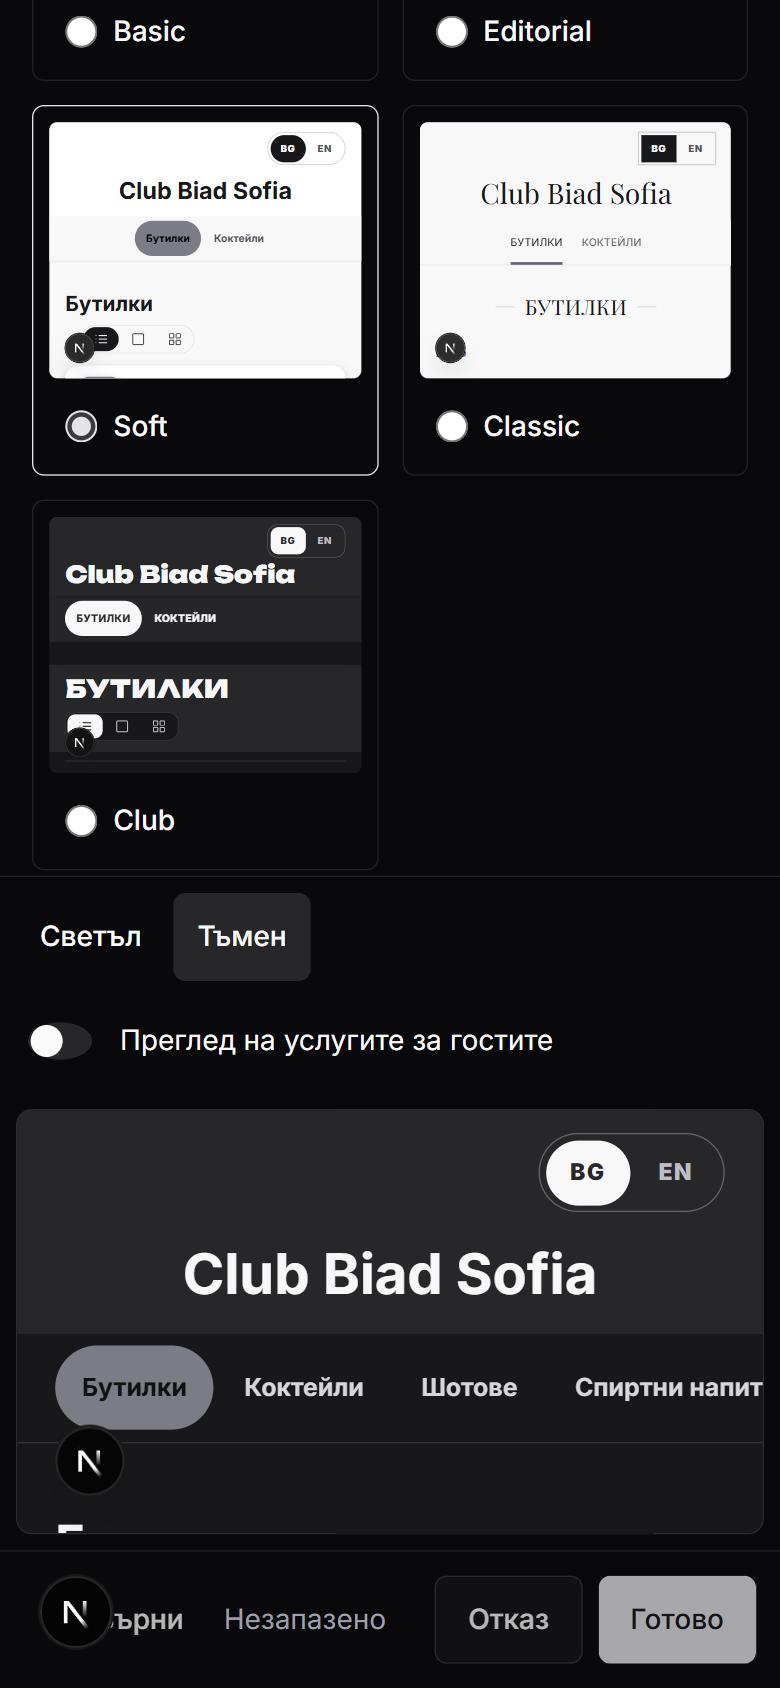 Basic
Editorial
BG EN
Club Biad Sofia
Бутилки Коктейли
Бутилки
N
Soft
BG EN
Club Biad Sofia
БУТИЛКИ КОКТЕЙЛИ
БУТИЛКИ
N
Classic
BG EN
Club Biad Sofia
БУТИЛКИ КОКТЕЙЛИ
БУТИЛКИ
N
Club
Светъл Тъмен
Преглед на услугите за гостите
BG EN
Club Biad Sofia
Бутилки Коктейли Шотове Спиртни напит
N
N ърни Незапазено Отказ Готово